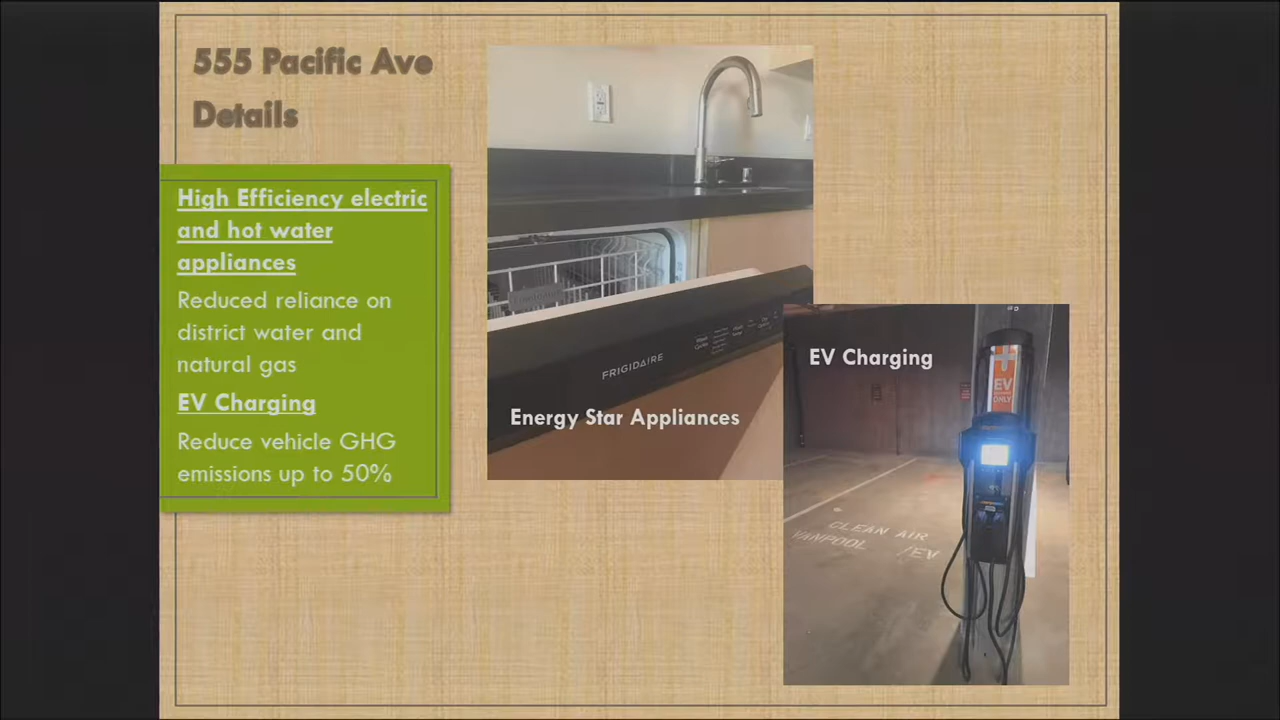 555 Pacific Ave
Details
High Efficiency electric
and hot water
appliances
Reduced reliance on
district water and
natural gas
EV Charging
Reduce vehicle GHG
emissions up to 50%
FRIGIDAIRE
Energy Star Appliances
EV Charging
EV
ONLY
CLEAN AIR
VANPOOL /EV